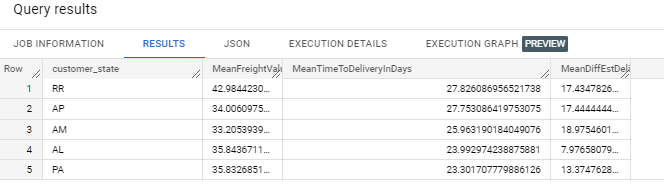 Query results
JOB INFORMATION RESULTS JSON EXECUTION DETAILS EXECUTION GRAPH PREVIEW
Row customer_state MeanFreightValu MeanTimeToDeliveryInDays MeanDiffEstDela
1 RR 42.9844230... 27.826086956521738 17.4347826...
2 AP 34.0060975... 27.753086419753075 17.4444444...
3 AM 33.2053939... 25.963190184049076 18.9754601...
4 AL 35.8436711... 23.992974238875881 7.97658079...
5 PA 35.8326851... 23.301707779886126 13.3747628...